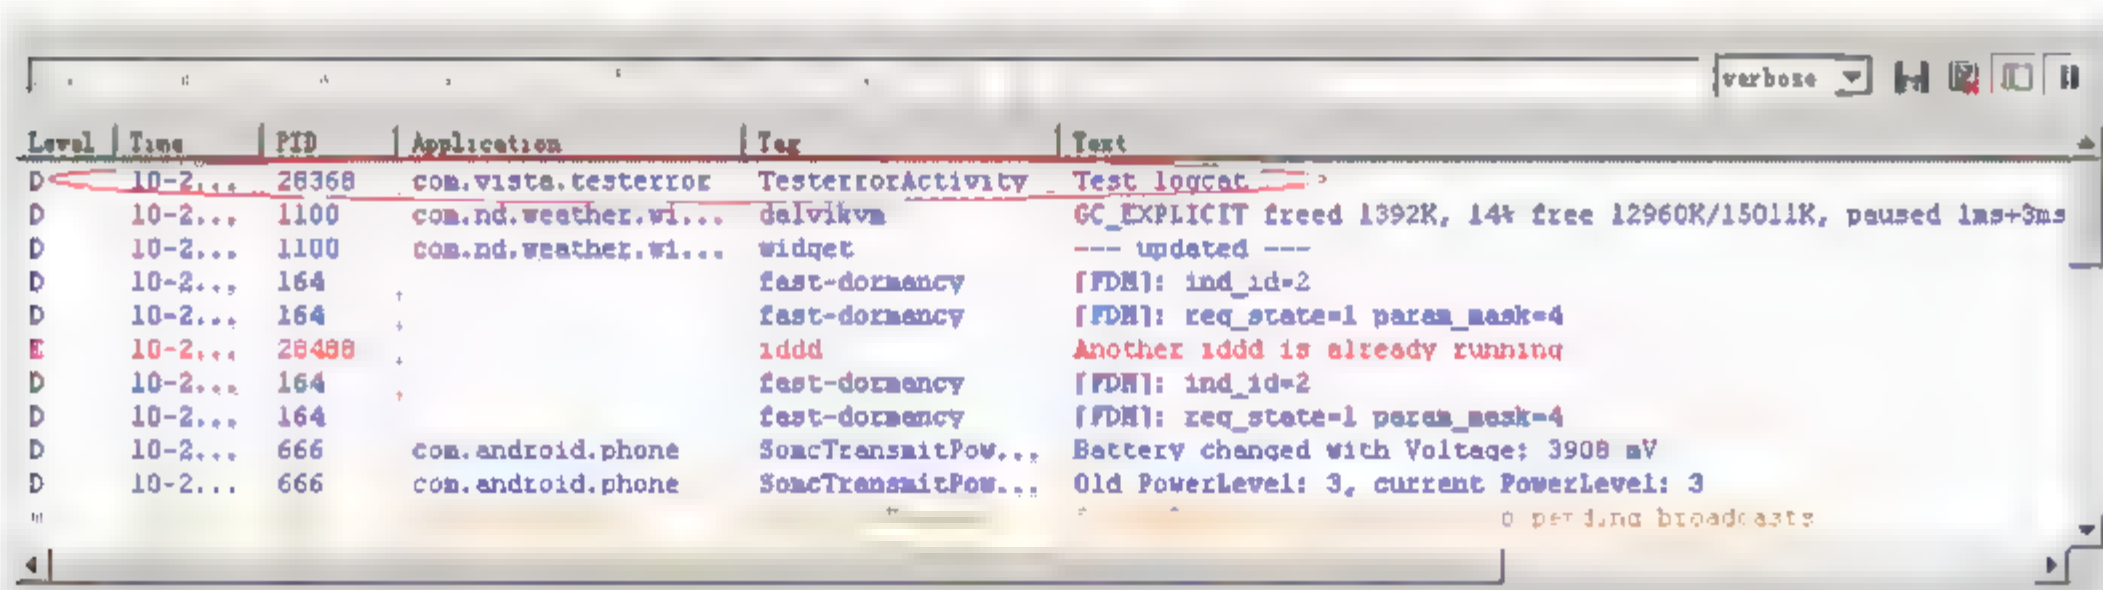 verbose
Level Time PID Application Tag Text
D 10-2... 28368 com.vista.testerror TesterrorActivity Test logcat
D 10-2... 1100 com.nd.weather.wi... dalvikvm GC_EXPLICIT freed 1392K, 14% free 12960K/15011K, paused 1ms+3ms
D 10-2... 1100 com.nd.weather.wi... widget --- updated ---
D 10-2... 164 fast-dormancy [FDM]: ind_id=2
D 10-2... 164 fast-dormancy [FDM]: req_state=1 param_mask=4
E 10-2... 28488 iddd Another iddd is already running
D 10-2... 164 fast-dormancy [FDM]: ind_id=2
D 10-2... 164 fast-dormancy [FDM]: req_state=1 param_mask=4
D 10-2... 666 com.android.phone SomcTransmitPow... Battery changed with Voltage: 3908 mV
D 10-2... 666 com.android.phone SomcTransmitPow... Old PowerLevel: 3, current PowerLevel: 3
pending broadcasts